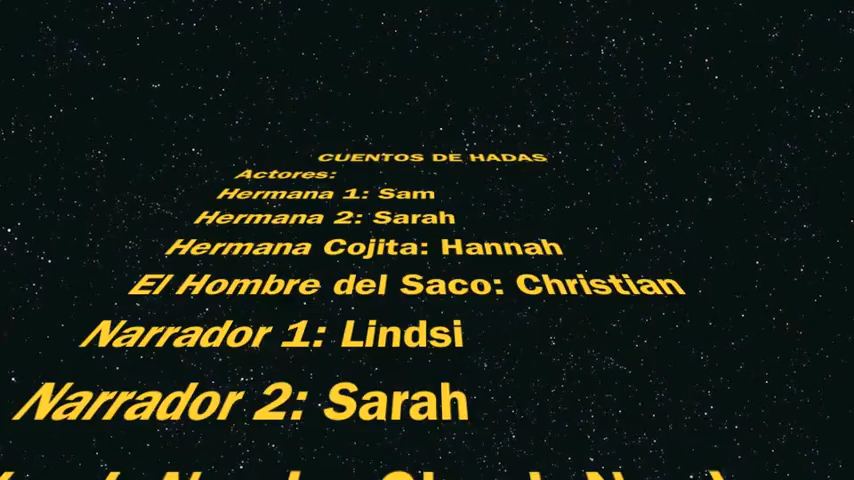 CUENTOS DE HADAS
Actores:
Hermana 1: Sam
Hermana 2: Sarah
Hermana Cojita: Hannah
El Hombre del Saco: Christian
Narrador 1: Lindsi
Narrador 2: Sarah